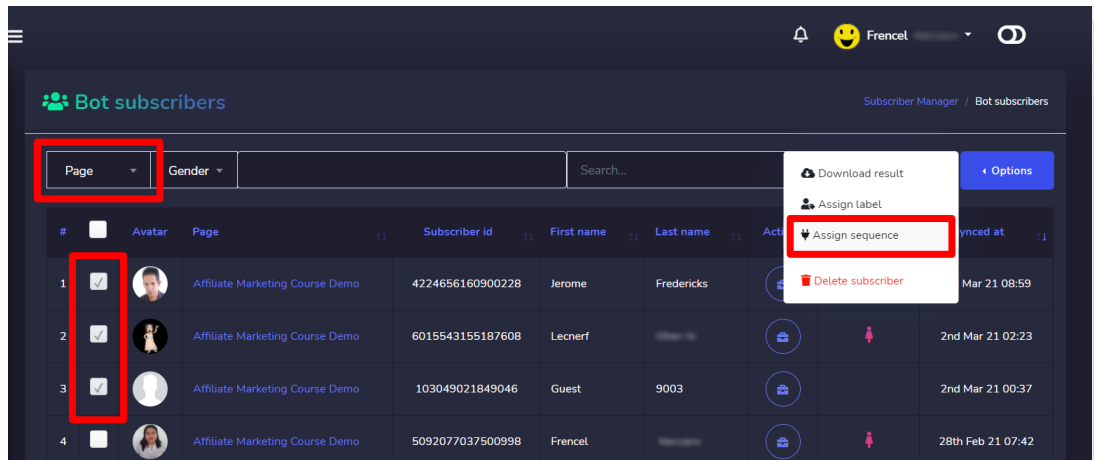 Frencel
Bot subscribers
Subscriber Manager / Bot subscribers
Page Gender Search... Options
Download result
Assign label
Assign sequence
Delete subscriber
# Avatar Page Subscriber id First name Last name Acti ynced at
1 Affiliate Marketing Course Demo 4224656160900228 Jerome Fredericks Mar 21 08:59
2 Affiliate Marketing Course Demo 6015543155187608 Lecnerf 2nd Mar 21 02:23
3 Affiliate Marketing Course Demo 103049021849046 Guest 9003 2nd Mar 21 00:37
4 Affiliate Marketing Course Demo 5092077037500998 Frencel 28th Feb 21 07:42